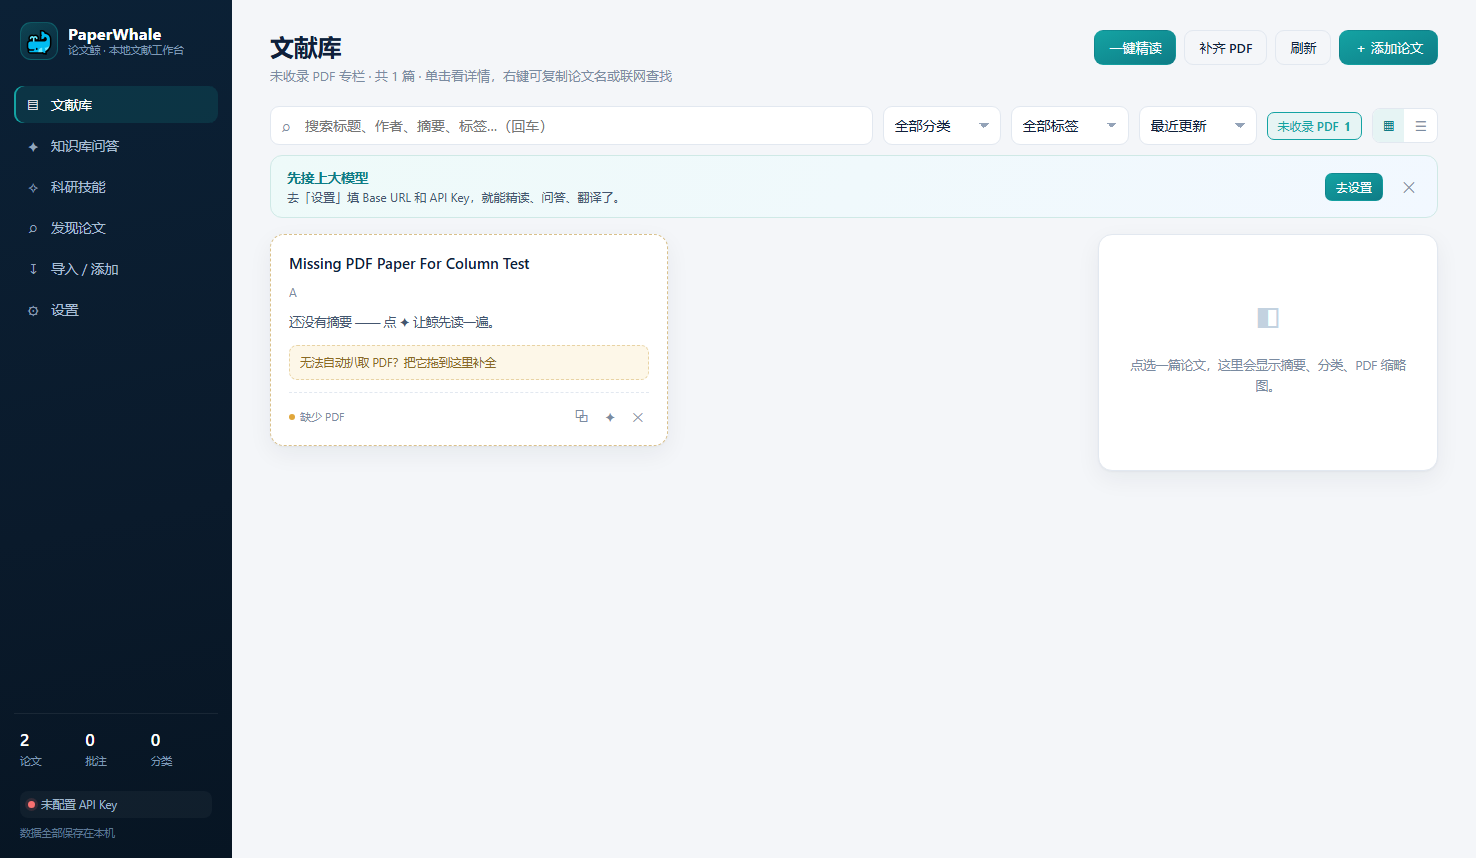 PaperWhale
论文鲸 · 本地文献工作台
文献库
知识库问答
科研技能
发现论文
导入 / 添加
设置
2
论文
0
批注
0
分类
未配置 API Key
数据全部保存在本机
文献库
未收录 PDF 专栏 · 共 1 篇 · 单击看详情，右键可复制论文名或联网查找
一键精读
补齐 PDF
刷新
+ 添加论文
搜索标题、作者、摘要、标签...（回车）
全部分类
全部标签
最近更新
未收录 PDF 1
先接上大模型
去「设置」填 Base URL 和 API Key，就能精读、问答、翻译了。
去设置
Missing PDF Paper For Column Test
A
还没有摘要 —— 点 ✦ 让鲸先读一遍。
无法自动扒取 PDF？把它拖到这里补全
缺少 PDF
点选一篇论文，这里会显示摘要、分类、PDF 缩略
图。